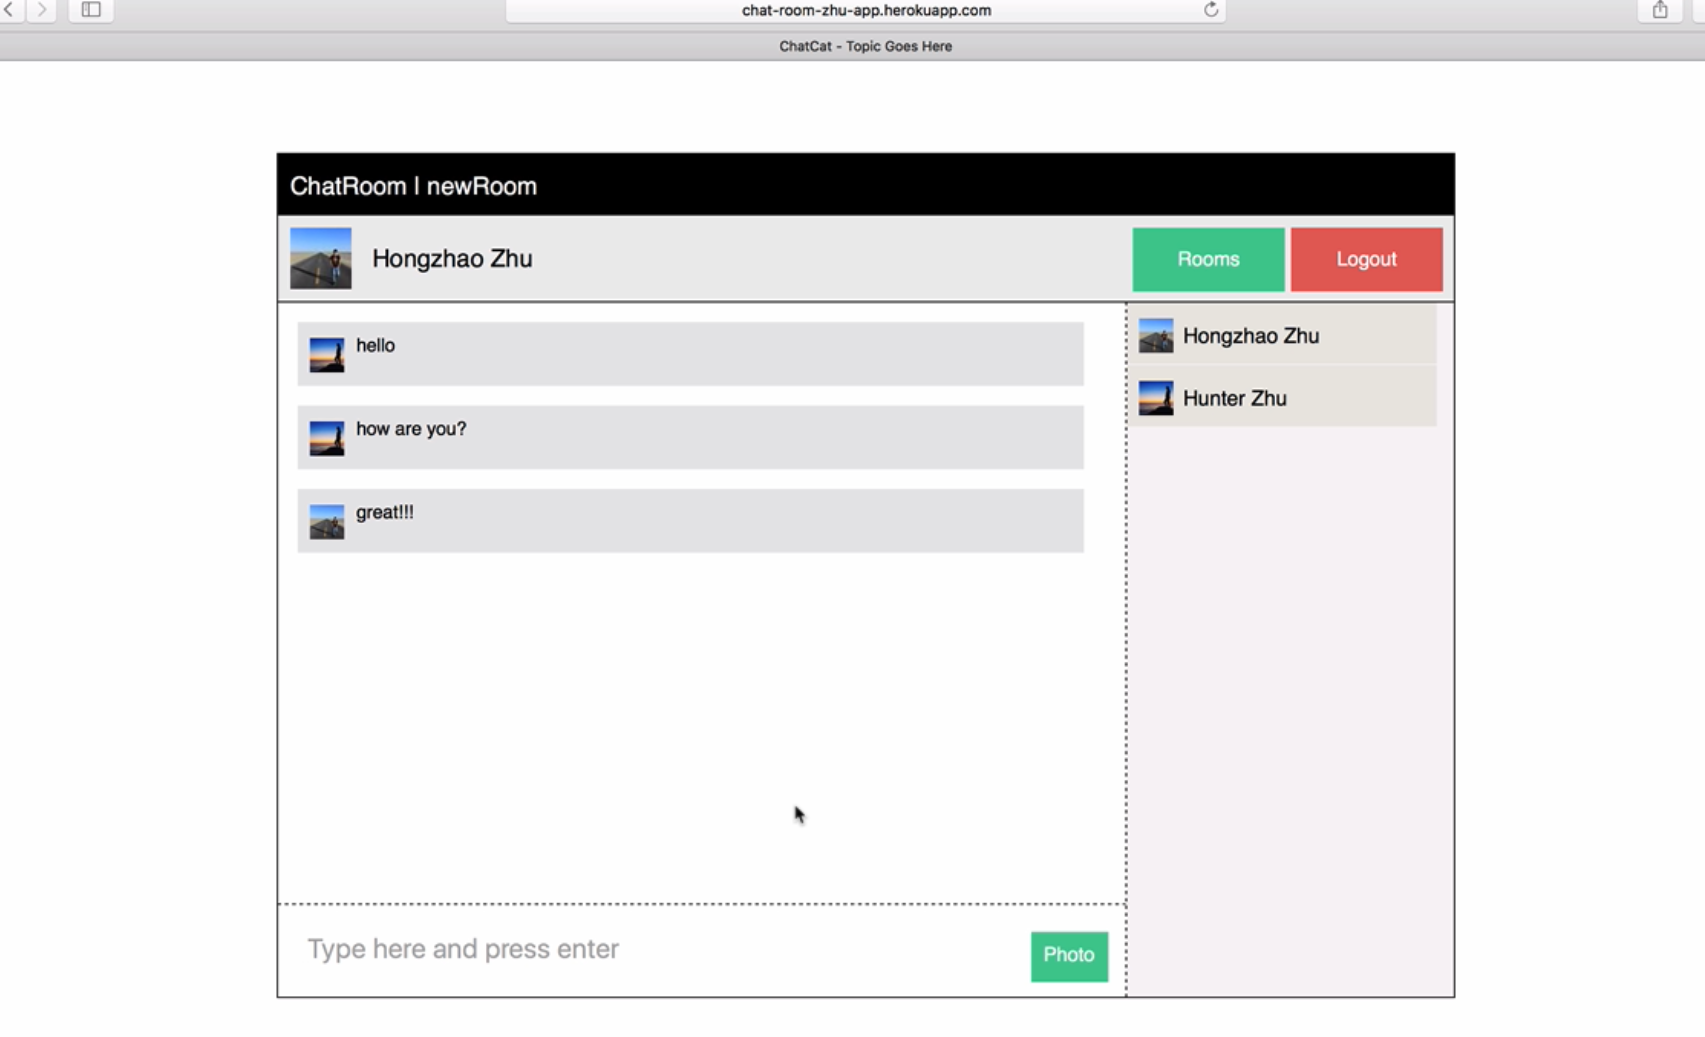 chat-room-zhu-app.herokuapp.com
ChatCat - Topic Goes Here
ChatRoom | newRoom
Hongzhao Zhu
Rooms
Logout
hello
how are you?
great!!!
Hongzhao Zhu
Hunter Zhu
Type here and press enter
Photo